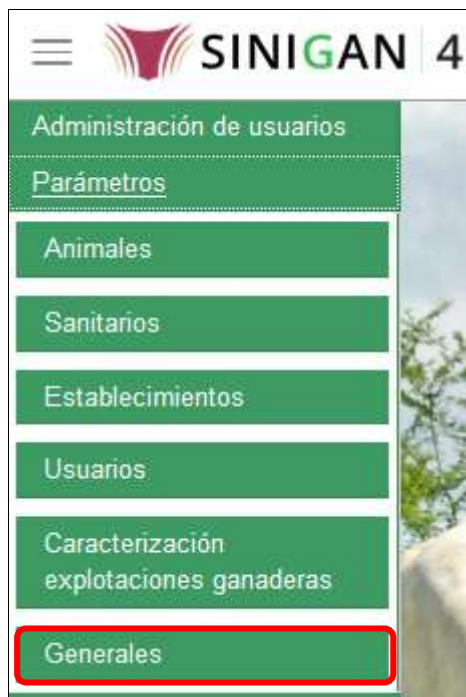 SINIGAN 4
Administración de usuarios
Parámetros
Animales
Sanitarios
Establecimientos
Usuarios
Caracterización
explotaciones ganaderas
Generales